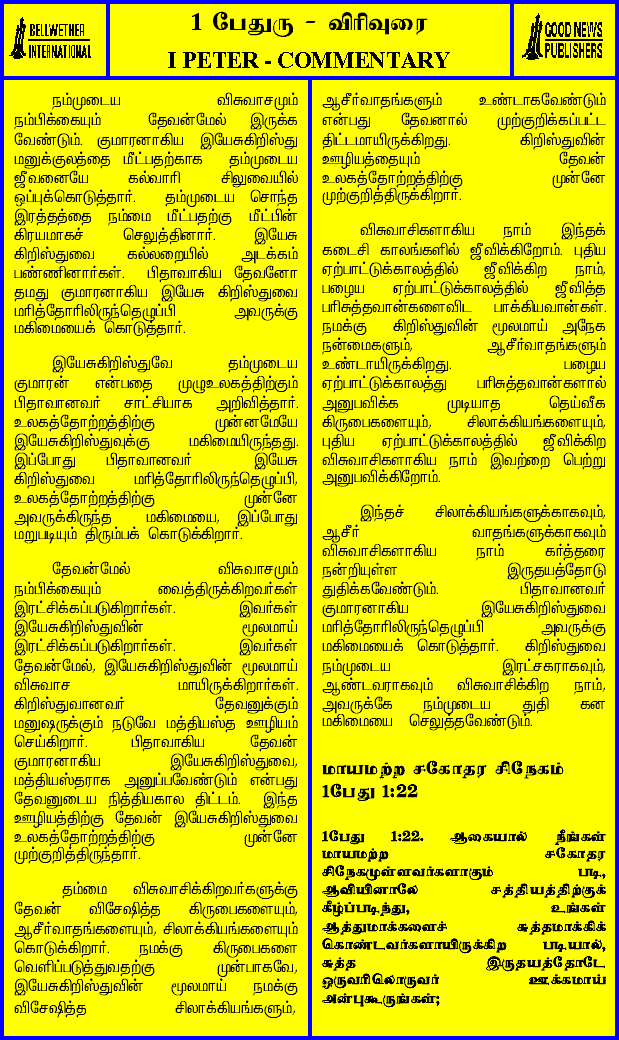 BELLWETHER
INTERNATIONAL
1 பேதுரு - விரிவுரை
I PETER - COMMENTARY
GOOD NEWS
PUBLISHERS
நம்முடைய விசுவாசமும்
நம்பிக்கையும் தேவன்மேல் இருக்க
வேண்டும். குமாரனாகிய இயேசுகிறிஸ்து
மனுக்குலத்தை மீட்பதற்காக தம்முடைய
ஜீவனையே கல்வாரி சிலுவையில்
ஒப்புக்கொடுத்தார். தம்முடைய சொந்த
இரத்தத்தை நம்மை மீட்பதற்கு மீட்பின்
கிரயமாகச் செலுத்தினார். இயேசு
கிறிஸ்துவை கல்லறையில் அடக்கம்
பண்ணினார்கள். பிதாவாகிய தேவனோ
தமது குமாரனாகிய இயேசு கிறிஸ்துவை
மரித்தோரிலிருந்தெழுப்பி அவருக்கு
மகிமையைக் கொடுத்தார்.
இயேசுகிறிஸ்துவே தம்முடைய
குமாரன் என்பதை முழுஉலகத்திற்கும்
பிதாவானவர் சாட்சியாக அறிவித்தார்.
உலகத்தோற்றத்திற்கு முன்னமேயே
இயேசுகிறிஸ்துவுக்கு மகிமையிருந்தது.
இப்போது பிதாவானவர் இயேசு
கிறிஸ்துவை மரித்தோரிலிருந்தெழுப்பி,
உலகத்தோற்றத்திற்கு முன்னே
அவருக்கிருந்த மகிமையை, இப்போது
மறுபடியும் திரும்பக் கொடுக்கிறார்.
தேவன்மேல் விசுவாசமும்
நம்பிக்கையும் வைத்திருக்கிறவர்கள்
இரட்சிக்கப்படுகிறார்கள். இவர்கள்
இயேசுகிறிஸ்துவின் மூலமாய்
இரட்சிக்கப்படுகிறார்கள். இவர்கள்
தேவன்மேல், இயேசுகிறிஸ்துவின் மூலமாய்
விசுவாச மாயிருக்கிறார்கள்.
கிறிஸ்துவானவர் தேவனுக்கும்
மனுஷருக்கும் நடுவே மத்தியஸ்த ஊழியம்
செய்கிறார். பிதாவாகிய தேவன்
குமாரனாகிய இயேசுகிறிஸ்துவை,
மத்தியஸ்தராக அனுப்பவேண்டும் என்பது
தேவனுடைய நித்தியகால திட்டம். இந்த
ஊழியத்திற்கு தேவன் இயேசுகிறிஸ்துவை
உலகத்தோற்றத்திற்கு முன்னே
முற்குறித்திருந்தார்.
தம்மை விசுவாசிக்கிறவர்களுக்கு
தேவன் விசேஷித்த கிருபைகளையும்,
ஆசீர்வாதங்களையும், சிலாக்கியங்களையும்
கொடுக்கிறார். நமக்கு கிருபைகளை
வெளிப்படுத்துவதற்கு முன்பாகவே,
இயேசுகிறிஸ்துவின் மூலமாய் நமக்கு
விசேஷித்த சிலாக்கியங்களும்,
ஆசீர்வாதங்களும் உண்டாகவேண்டும்
என்பது தேவனால் முற்குறிக்கப்பட்ட
திட்டமாயிருக்கிறது. கிறிஸ்துவின்
ஊழியத்தையும் தேவன்
உலகத்தோற்றத்திற்கு முன்னே
முற்குறித்திருக்கிறார்.
விசுவாசிகளாகிய நாம் இந்தக்
கடைசி காலங்களில் ஜீவிக்கிறோம். புதிய
ஏற்பாட்டுக்காலத்தில் ஜீவிக்கிற நாம்,
பழைய ஏற்பாட்டுக்காலத்தில் ஜீவித்த
பரிசுத்தவான்களைவிட பாக்கியவான்கள்.
நமக்கு கிறிஸ்துவின் மூலமாய் அநேக
நன்மைகளும், ஆசீர்வாதங்களும்
உண்டாயிருக்கிறது. பழைய
ஏற்பாட்டுக்காலத்து பரிசுத்தவான்களால்
அனுபவிக்க முடியாத தெய்வீக
கிருபைகளையும், சிலாக்கியங்களையும்,
புதிய ஏற்பாட்டுக்காலத்தில் ஜீவிக்கிற
விசுவாசிகளாகிய நாம் இவற்றை பெற்று
அனுபவிக்கிறோம்.
இந்தச் சிலாக்கியங்களுக்காகவும்,
ஆசீர் வாதங்களுக்காகவும்
விசுவாசிகளாகிய நாம் கர்த்தரை
நன்றியுள்ள இருதயத்தோடு
துதிக்கவேண்டும். பிதாவானவர்
குமாரனாகிய இயேசுகிறிஸ்துவை
மரித்தோரிலிருந்தெழுப்பி அவருக்கு
மகிமையைக் கொடுத்தார். கிறிஸ்துவை
நம்முடைய இரட்சகராகவும்,
ஆண்டவராகவும் விசுவாசிக்கிற நாம்,
அவருக்கே நம்முடைய துதி கன
மகிமையை செலுத்தவேண்டும்.
மாயமற்ற சகோதர சிநேகம்
1பேது 1:22
1பேது 1:22. ஆகையால் நீங்கள்
மாயமற்ற சகோதர
சிநேகமுள்ளவர்களாகும் படி,
ஆவியினாலே சத்தியத்திற்குக்
கீழ்ப்படிந்து, உங்கள்
ஆத்துமாக்களைச் சுத்தமாக்கிக்
கொண்டவர்களாயிருக்கிற படியால்,
சுத்த இருதயத்தோடே
ஒருவரிலொருவர் ஊக்கமாய்
அன்புகூருங்கள்;